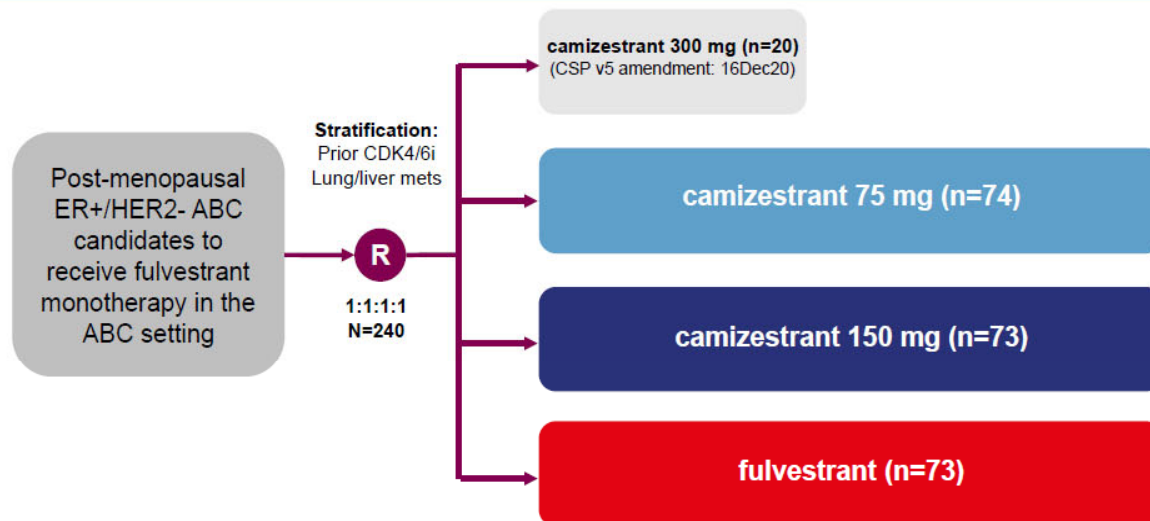 Post-menopausal
ER+/HER2- ABC
candidates to
receive fulvestrant
monotherapy in the
ABC setting
Stratification:
Prior CDK4/6i
Lung/liver mets
R
1:1:1:1
N=240
camizestrant 300 mg (n=20)
(CSP v5 amendment: 16Dec20)
camizestrant 75 mg (n=74)
camizestrant 150 mg (n=73)
fulvestrant (n=73)